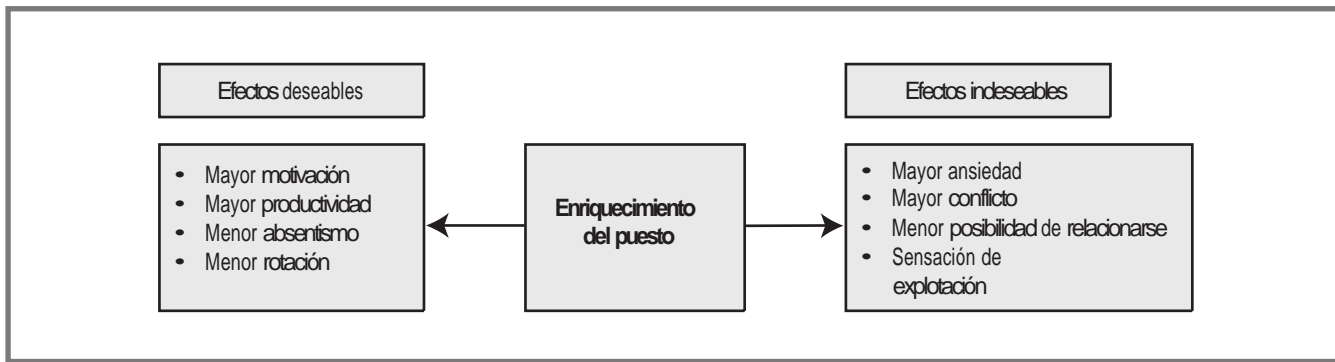 Efectos deseables
• Mayor motivación
• Mayor productividad
• Menor absentismo
• Menor rotación
Enriquecimiento
del puesto
Efectos indeseables
• Mayor ansiedad
• Mayor conflicto
• Menor posibilidad de relacionarse
• Sensación de
explotación